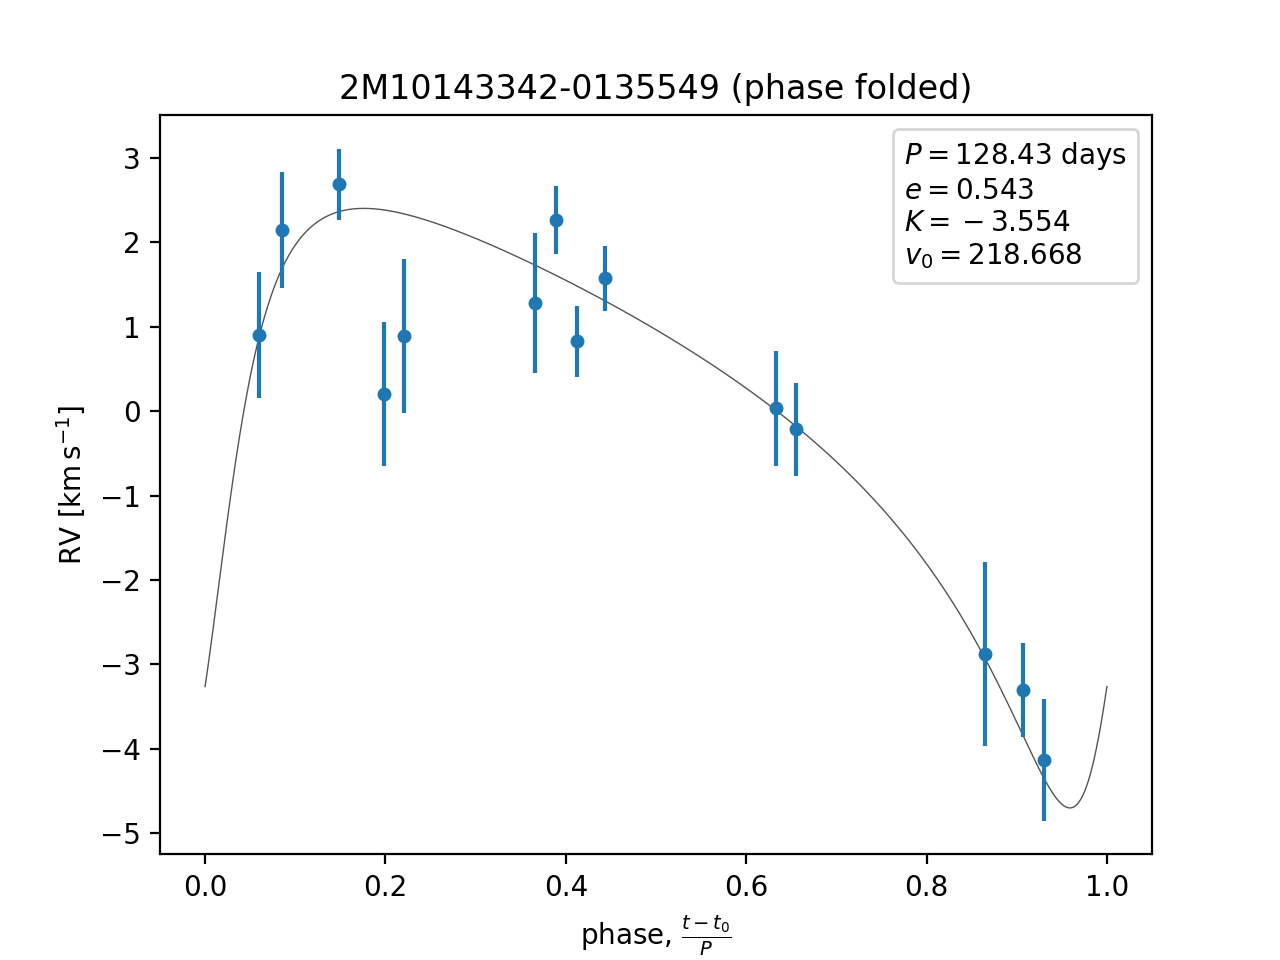 2M10143342-0135549 (phase folded)
P = 128.43 days
e = 0.543
K = −3.554
v₀ = 218.668
RV [km s⁻¹]
3
2
1
0
−1
−2
−3
−4
−5
0.0 0.2 0.4 0.6 0.8 1.0
phase, (t − t₀)/P